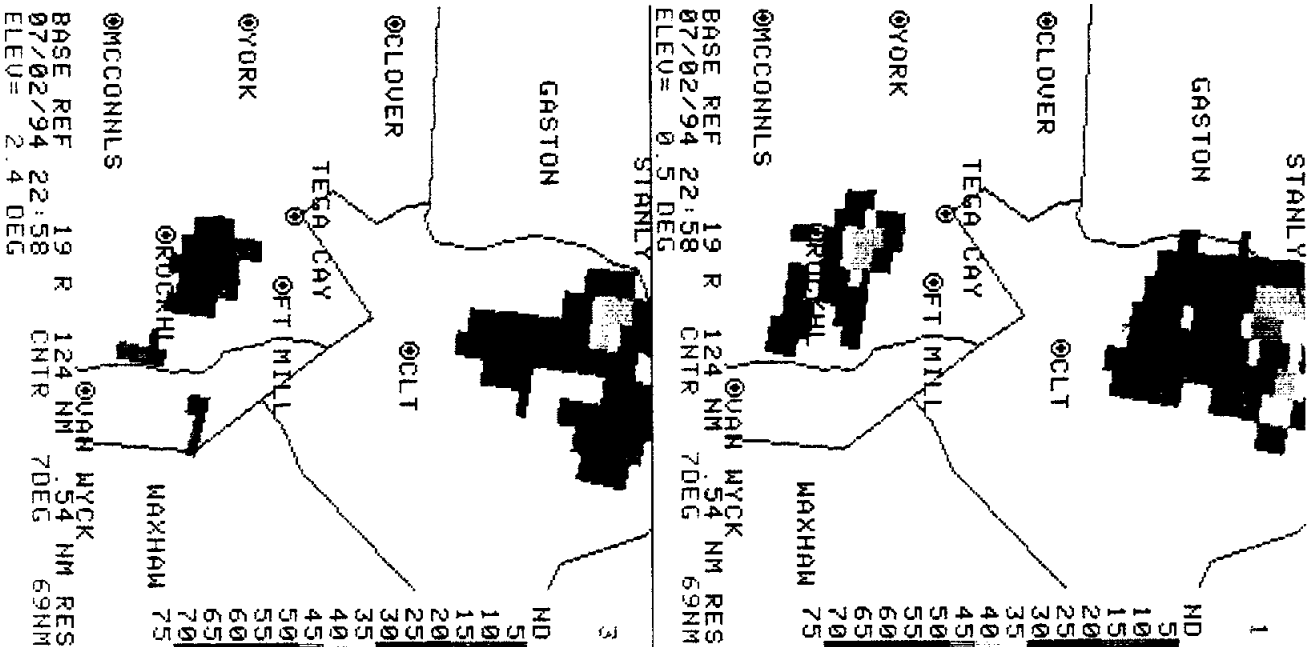 STANLY
1
GASTON
ND
5
10
15
20
25
30
35
40
45
50
55
60
65
70
75
CLOVER
CLT
TEGA CAY
FT MILL
YORK
ROCK HL
WAXHAW
MCCONNLS
VAN WYCK
BASE REF 19 R 124 NM .54 NM RES
07/02/94 22:58 CNTR 7DEG 69NM
ELEV= 0.5 DEG
STANLY
3
GASTON
ND
5
10
15
20
25
30
35
40
45
50
55
60
65
70
75
CLOVER
CLT
TEGA CAY
FT MILL
YORK
ROCK HL
WAXHAW
MCCONNLS
VAN WYCK
BASE REF 19 R 124 NM .54 NM RES
07/02/94 22:58 CNTR 7DEG 69NM
ELEV= 2.4 DEG